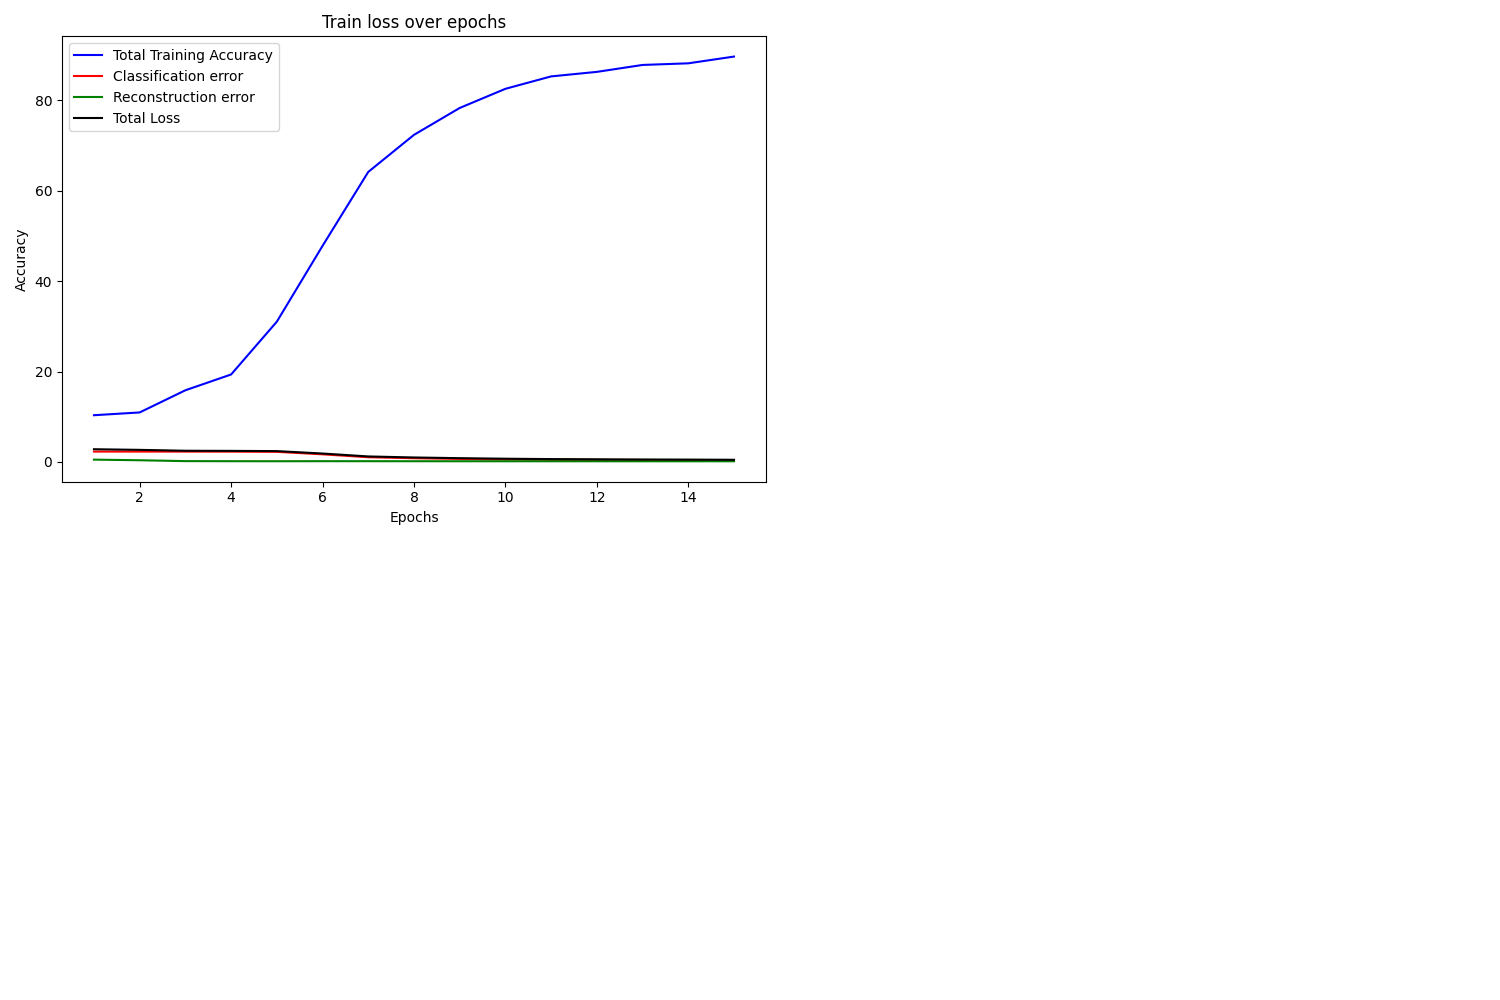 Train loss over epochs
Total Training Accuracy
Classification error
Reconstruction error
Total Loss
80
60
40
20
0
Accuracy
2 4 6 8 10 12 14
Epochs